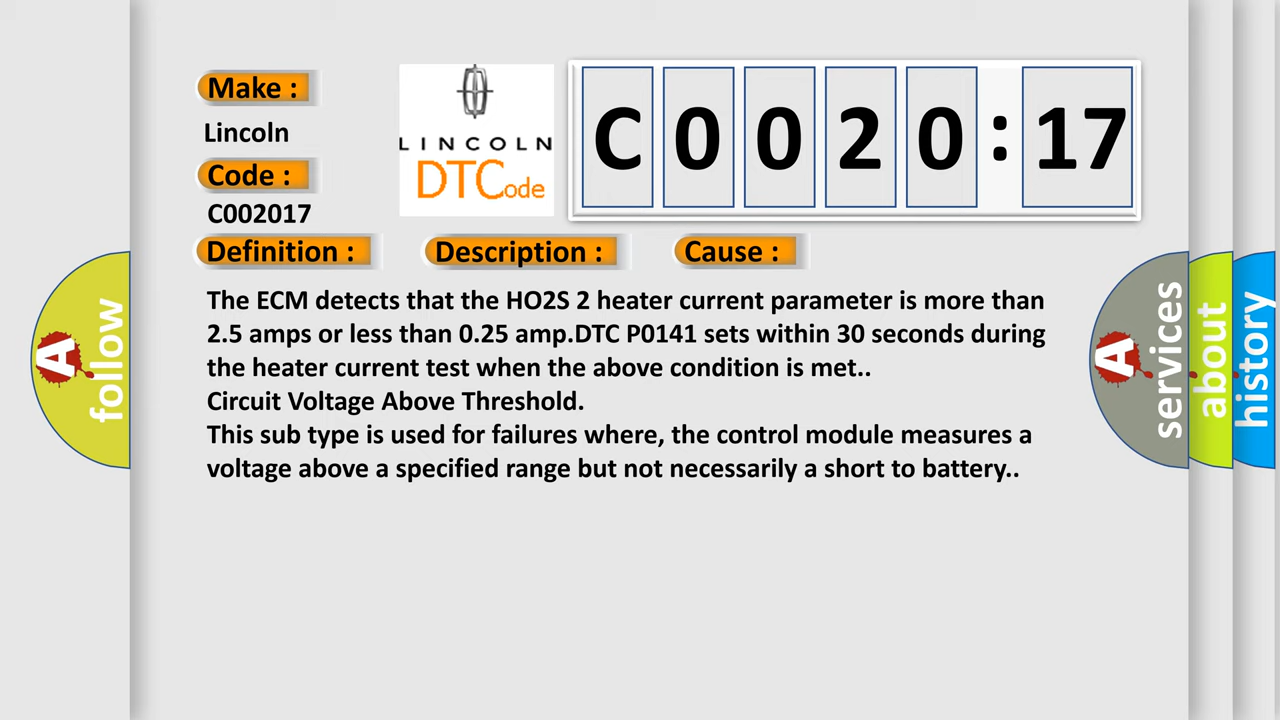 Make :
Lincoln
Code :
C002017
LINCOLN
DTCode
C0020:17
Definition :
Description :
Cause :
The ECM detects that the HO2S 2 heater current parameter is more than
2.5 amps or less than 0.25 amp.DTC P0141 sets within 30 seconds during
the heater current test when the above condition is met..
Circuit Voltage Above Threshold.
This sub type is used for failures where, the control module measures a
voltage above a specified range but not necessarily a short to battery..
A
follow
A
services
about
history